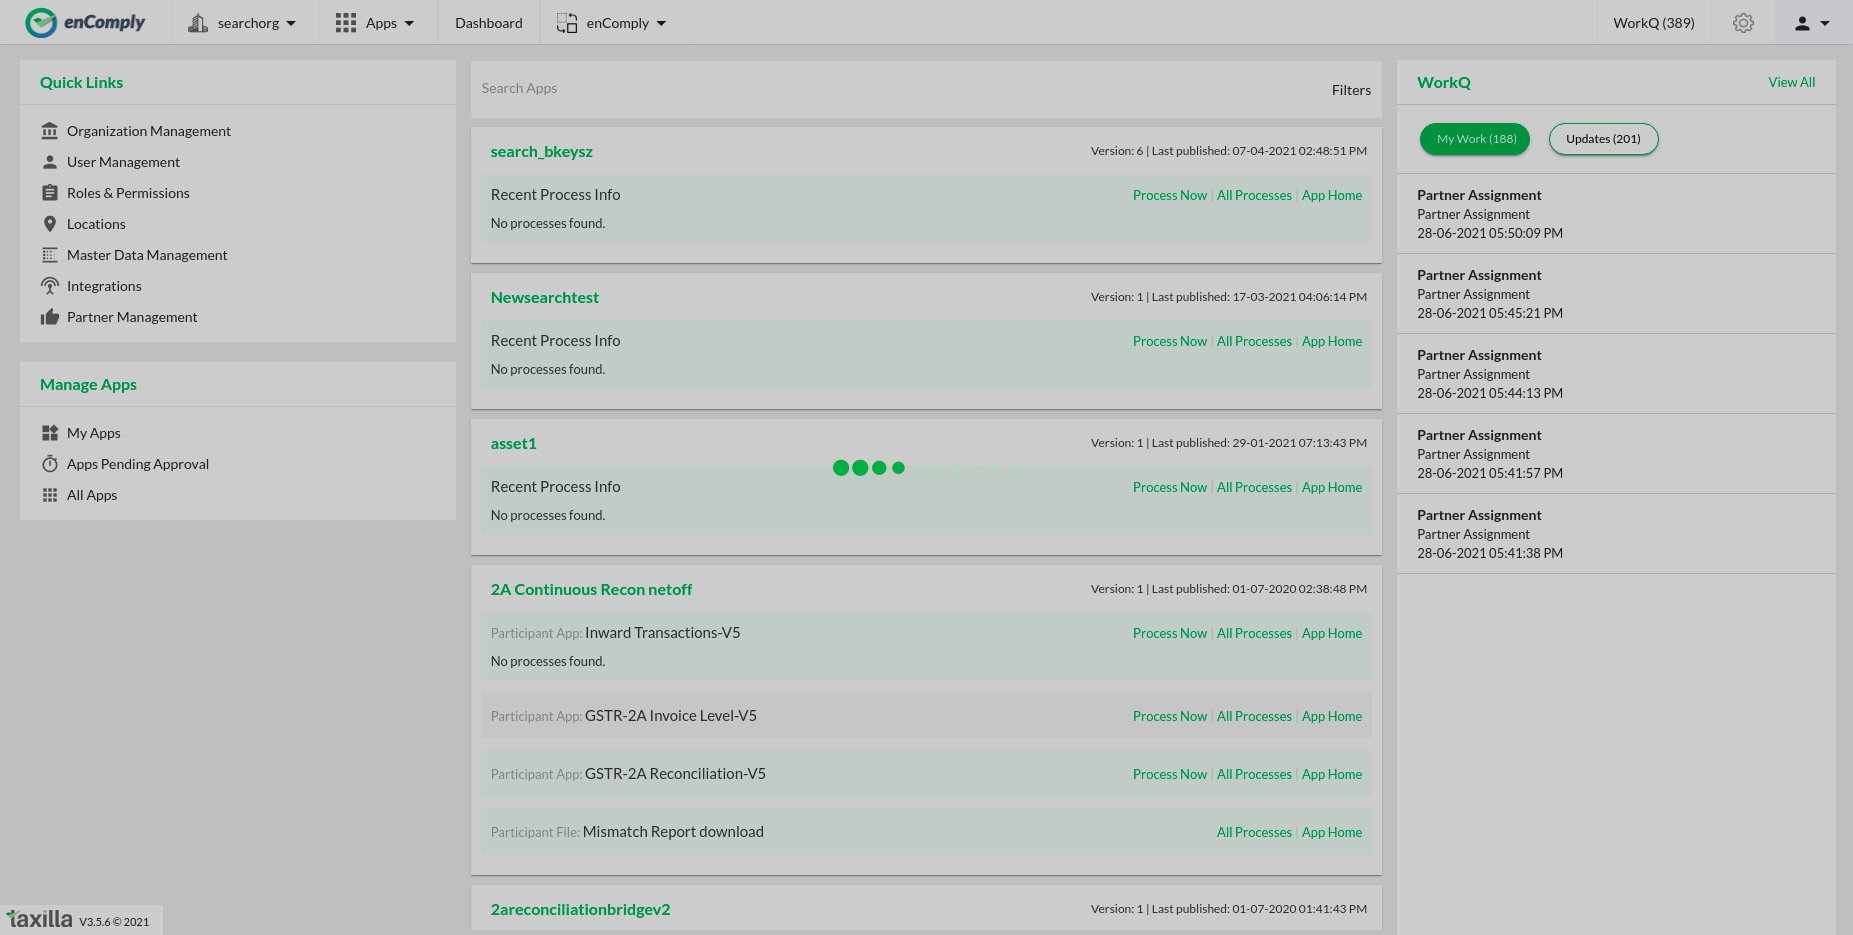 enComply
searchorg
Apps
Dashboard
enComply
WorkQ (389)
Quick Links
Organization Management
User Management
Roles & Permissions
Locations
Master Data Management
Integrations
Partner Management
Manage Apps
My Apps
Apps Pending Approval
All Apps
Search Apps
Filters
search_bkeysz
Version: 6 | Last published: 07-04-2021 02:48:51 PM
Recent Process Info
Process Now | All Processes | App Home
No processes found.
Newsearchtest
Version: 1 | Last published: 17-03-2021 04:06:14 PM
Recent Process Info
Process Now | All Processes | App Home
No processes found.
asset1
Version: 1 | Last published: 29-01-2021 07:13:43 PM
Recent Process Info
Process Now | All Processes | App Home
No processes found.
2A Continuous Recon netoff
Version: 1 | Last published: 01-07-2020 02:38:48 PM
Participant App: Inward Transactions-V5
Process Now | All Processes | App Home
No processes found.
Participant App: GSTR-2A Invoice Level-V5
Process Now | All Processes | App Home
Participant App: GSTR-2A Reconciliation-V5
Process Now | All Processes | App Home
Participant File: Mismatch Report download
All Processes | App Home
2areconciliationbridgev2
Version: 1 | Last published: 01-07-2020 01:41:43 PM
WorkQ
View All
My Work (188)
Updates (201)
Partner Assignment
Partner Assignment
28-06-2021 05:50:09 PM
Partner Assignment
Partner Assignment
28-06-2021 05:45:21 PM
Partner Assignment
Partner Assignment
28-06-2021 05:44:13 PM
Partner Assignment
Partner Assignment
28-06-2021 05:41:57 PM
Partner Assignment
Partner Assignment
28-06-2021 05:41:38 PM
taxilla V3.5.6 © 2021